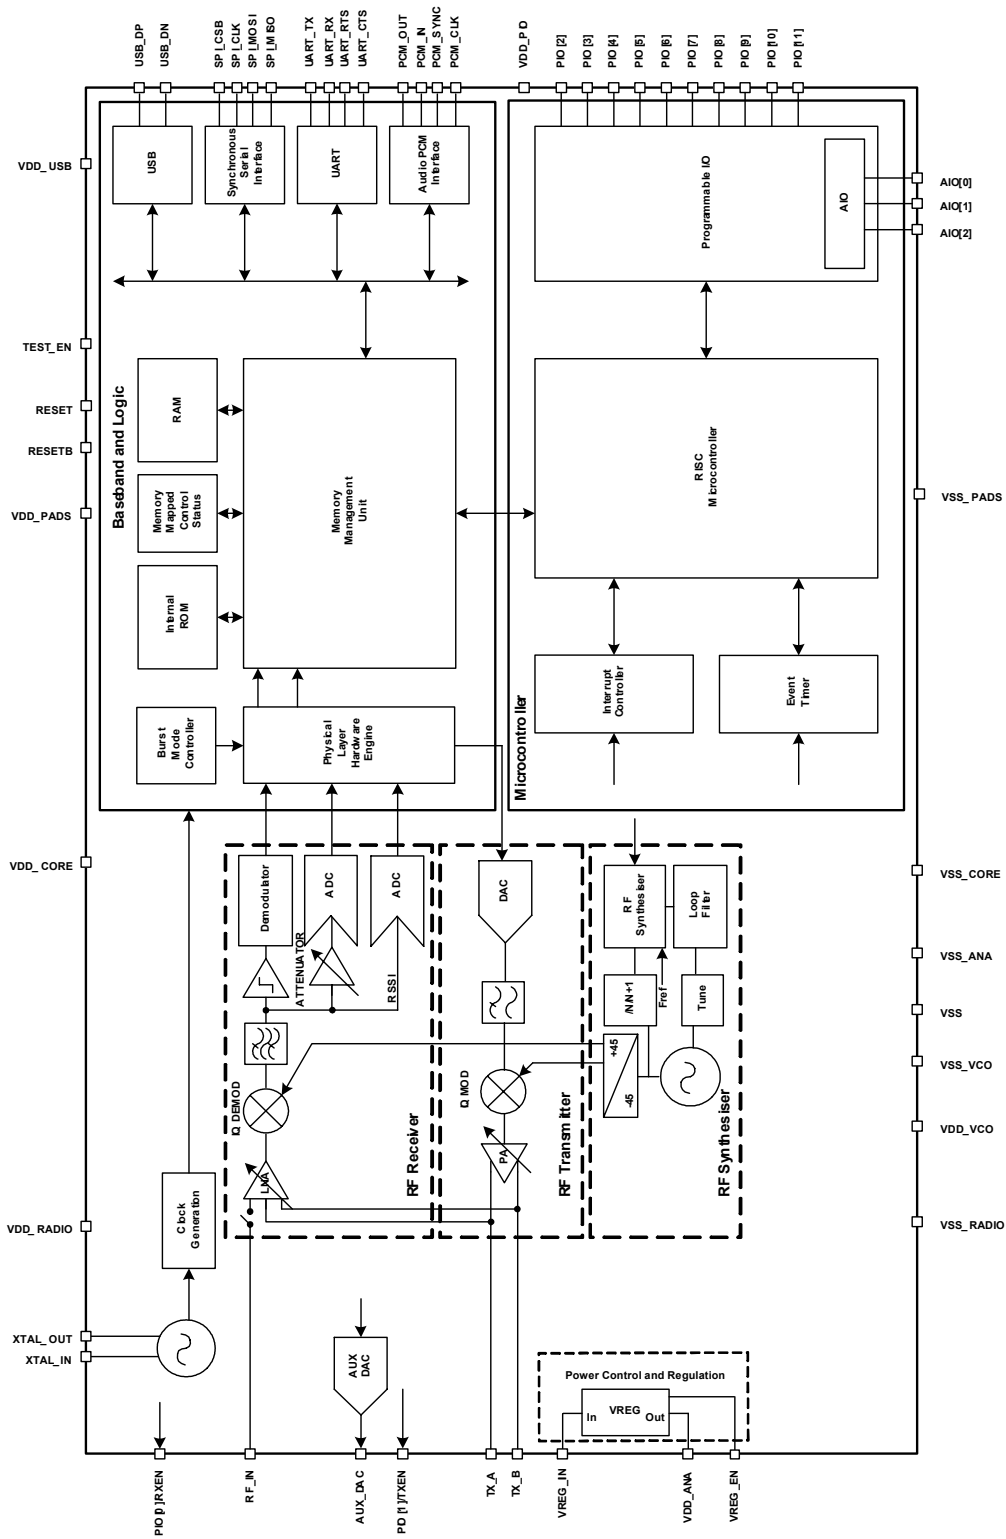 USB_DP
USB_DN
SPI_CSB
SPI_CLK
SPI_MOSI
SPI_MISO
UART_TX
UART_RX
UART_RTS
UART_CTS
PCM_OUT
PCM_IN
PCM_SYNC
PCM_CLK
VDD_PIO
PIO[2]
PIO[3]
PIO[4]
PIO[5]
PIO[6]
PIO[7]
PIO[8]
PIO[9]
PIO[10]
PIO[11]
VDD_USB
USB
Synchronous
Serial
Interface
UART
Audio PCM
Interface
Programmable I/O
AIO
AIO[0]
AIO[1]
AIO[2]
TEST_EN
RESET
RESETB
VDD_PADS
Baseband and Logic
RAM
Memory
Mapped
Control
Status
Internal
ROM
Memory
Management
Unit
RISC
Microcontroller
VSS_PADS
Burst
Mode
Controller
Physical
Layer
Hardware
Engine
Microcontroller
Interrupt
Controller
Event
Timer
VDD_CORE
Demodulator
ADC
ADC
ATTENUATOR
RSSI
DAC
RF
Synthesiser
Loop
Filter
/N/N+1
Fref
Tune
+45
-45
VSS_CORE
VSS_ANA
VSS
VSS_VCO
VDD_VCO
VSS_RADIO
IQ DEMOD
IQ MOD
LNA
PA
RF Receiver
RF Transmitter
RF Synthesiser
VDD_RADIO
Clock
Generation
XTAL_OUT
XTAL_IN
AUX
DAC
Power Control and Regulation
VREG
In
Out
PIO[0]/RXEN
RF_IN
AUX_DAC
PIO[1]/TXEN
TX_A
TX_B
VREG_IN
VDD_ANA
VREG_EN